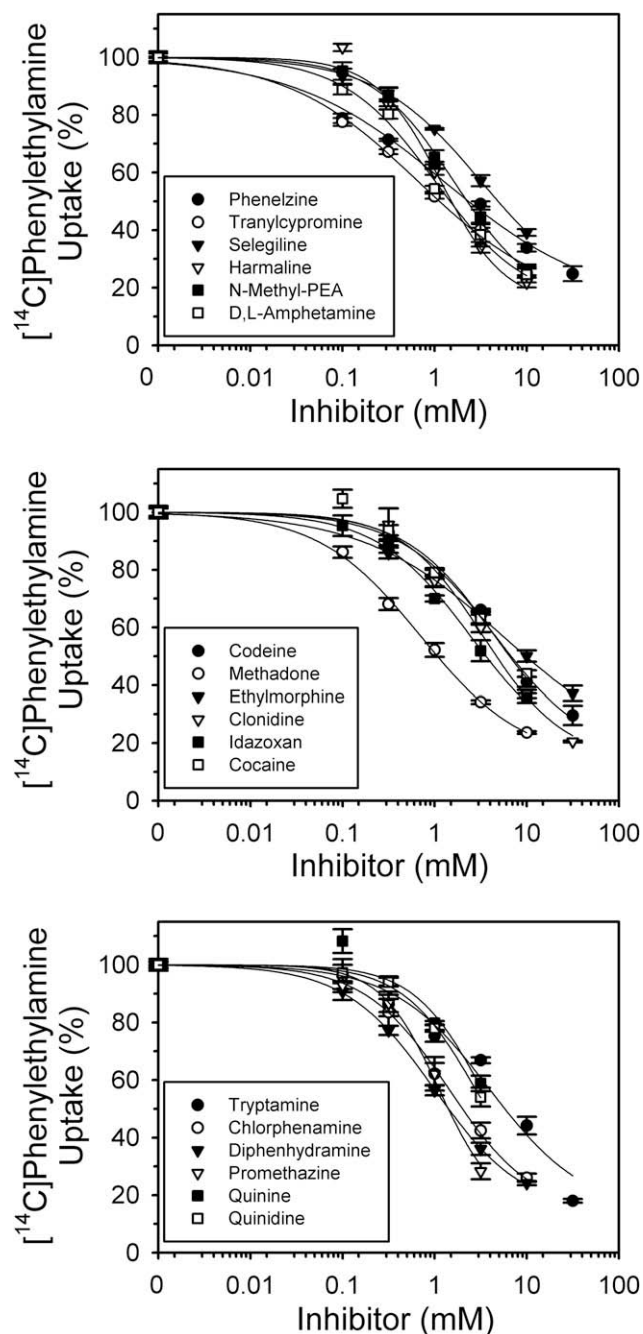 [¹⁴C]Phenylethylamine
Uptake (%)
100
80
60
40
20
0
Phenelzine
Tranylcypromine
Selegiline
Harmaline
N-Methyl-PEA
D,L-Amphetamine
0 0.01 0.1 1 10 100
Inhibitor (mM)
[¹⁴C]Phenylethylamine
Uptake (%)
100
80
60
40
20
0
Codeine
Methadone
Ethylmorphine
Clonidine
Idazoxan
Cocaine
0 0.01 0.1 1 10 100
Inhibitor (mM)
[¹⁴C]Phenylethylamine
Uptake (%)
100
80
60
40
20
0
Tryptamine
Chlorphenamine
Diphenhydramine
Promethazine
Quinine
Quinidine
0 0.01 0.1 1 10 100
Inhibitor (mM)